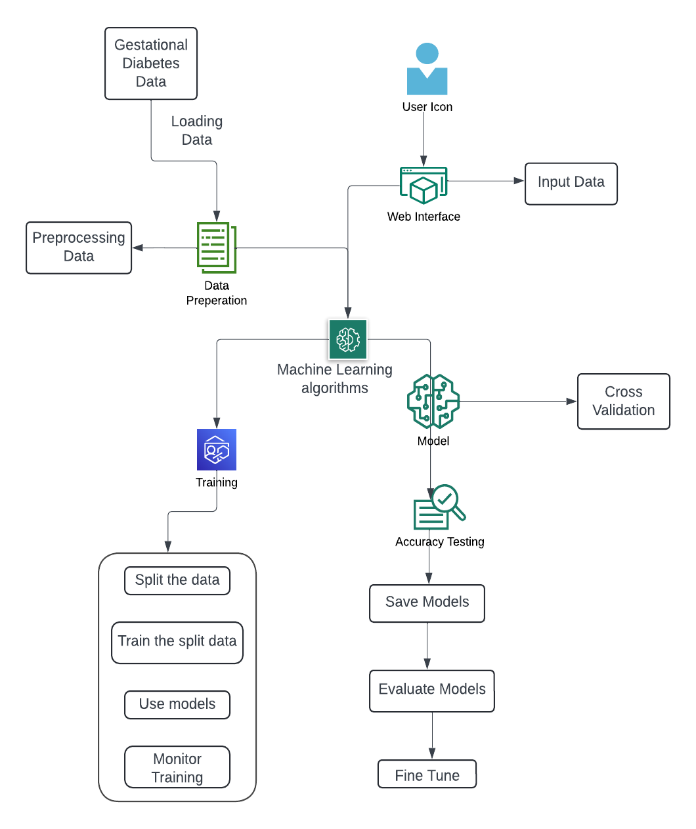 Gestational
Diabetes
Data
User Icon
Loading
Data
Web Interface
Input Data
Preprocessing
Data
Data
Preperation
Machine Learning
algorithms
Cross
Validation
Model
Training
Accuracy Testing
Split the data
Save Models
Train the split data
Evaluate Models
Use models
Monitor
Training
Fine Tune